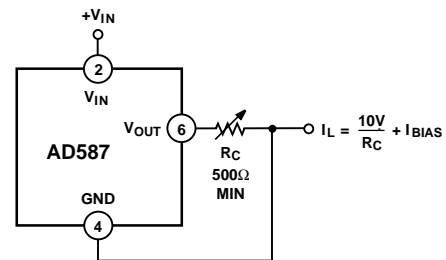 +VIN
2
VIN
VOUT 6
AD587
RC
500Ω
MIN
IL = 10V/RC + IBIAS
GND
4